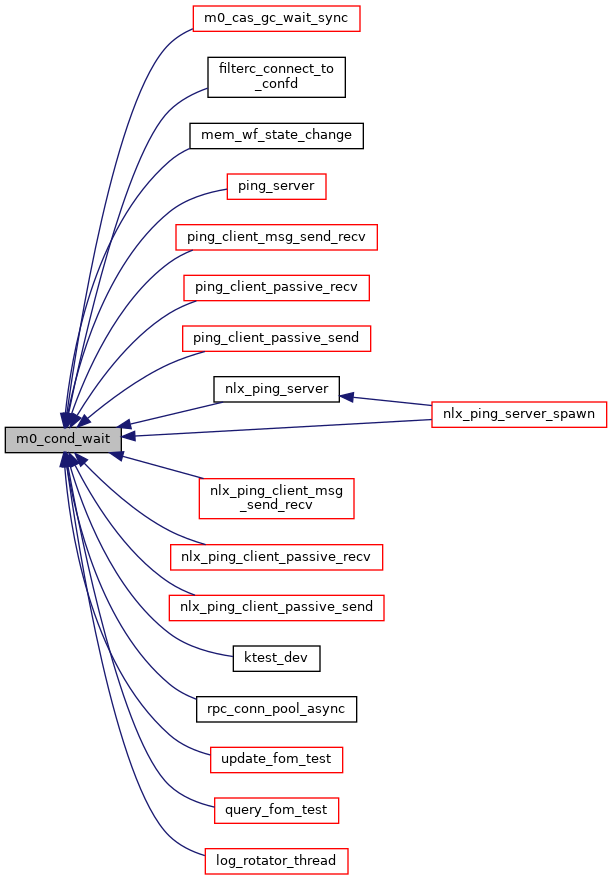 m0_cas_gc_wait_sync
filterc_connect_to
_confd
mem_wf_state_change
ping_server
ping_client_msg_send_recv
ping_client_passive_recv
ping_client_passive_send
nlx_ping_server
nlx_ping_server_spawn
m0_cond_wait
nlx_ping_client_msg
_send_recv
nlx_ping_client_passive_recv
nlx_ping_client_passive_send
ktest_dev
rpc_conn_pool_async
update_fom_test
query_fom_test
log_rotator_thread